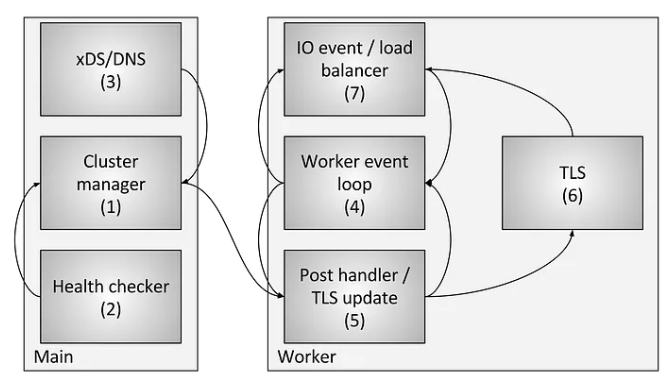 xDS/DNS
(3)
Cluster
manager
(1)
Health checker
(2)
Main
IO event / load
balancer
(7)
Worker event
loop
(4)
Post handler /
TLS update
(5)
TLS
(6)
Worker